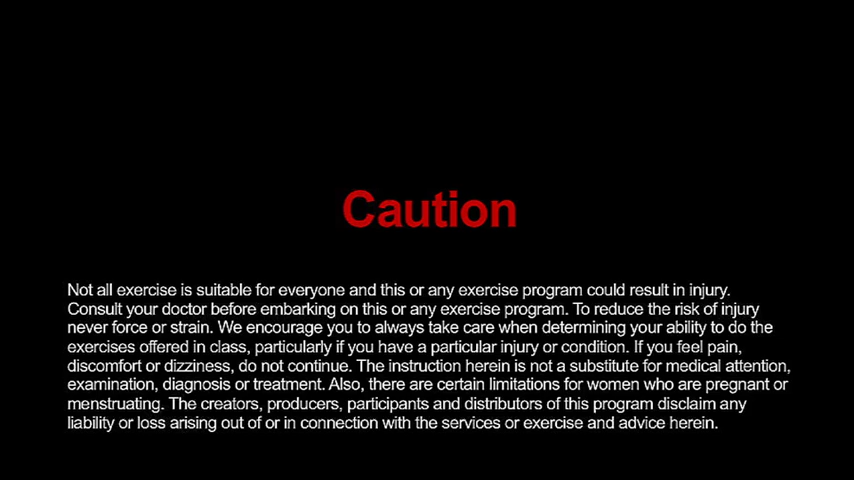 Caution
Not all exercise is suitable for everyone and this or any exercise program could result in injury.
Consult your doctor before embarking on this or any exercise program. To reduce the risk of injury
never force or strain. We encourage you to always take care when determining your ability to do the
exercises offered in class, particularly if you have a particular injury or condition. If you feel pain,
discomfort or dizziness, do not continue. The instruction herein is not a substitute for medical attention,
examination, diagnosis or treatment. Also, there are certain limitations for women who are pregnant or
menstruating. The creators, producers, participants and distributors of this program disclaim any
liability or loss arising out of or in connection with the services or exercise and advice herein.